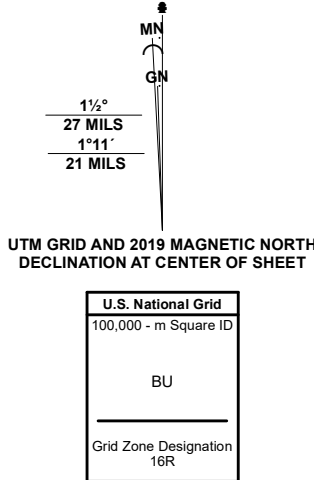 MN
GN
1½°
27 MILS
1°11´
21 MILS
UTM GRID AND 2019 MAGNETIC NORTH
DECLINATION AT CENTER OF SHEET
U.S. National Grid
100,000 - m Square ID
BU
Grid Zone Designation
16R